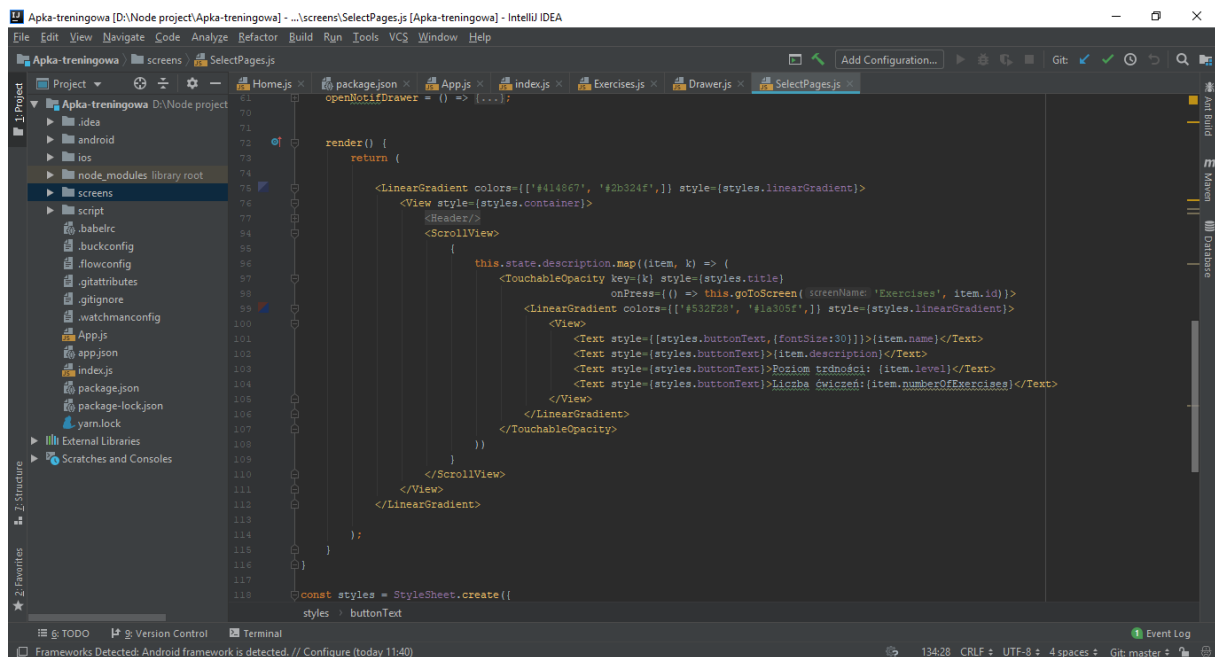 Apka-treningowa [D:\Node project\Apka-treningowa] - ...\screens\SelectPages.js [Apka-treningowa] - IntelliJ IDEA
File Edit View Navigate Code Analyze Refactor Build Run Tools VCS Window Help
Apka-treningowa screens SelectPages.js Add Configuration... Git:
Project Home.js package.json App.js index.js Exercises.js Drawer.js SelectPages.js
1: Project
Apka-treningowa D:\Node project
.idea
android
ios
node_modules library root
screens
script
.babelrc
.buckconfig
.flowconfig
.gitattributes
.gitignore
.watchmanconfig
App.js
app.json
index.js
package.json
package-lock.json
yarn.lock
External Libraries
Scratches and Consoles
7: Structure
2: Favorites
61 openNotifDrawer = () => {...};
70
71
72 render() {
73 return (
74
75 <LinearGradient colors={['#414867', '#2b324f',]} style={styles.linearGradient}>
76 <View style={styles.container}>
77 <Header/>
94 <ScrollView>
95 {
96 this.state.description.map((item, k) => (
97 <TouchableOpacity key={k} style={styles.title}
98 onPress={() => this.goToScreen( screenName: 'Exercises', item.id)}>
99 <LinearGradient colors={['#532F28', '#1a305f',]} style={styles.linearGradient}>
100 <View>
101 <Text style={[styles.buttonText,{fontSize:30}]}>{item.name}</Text>
102 <Text style={styles.buttonText}>{item.description}</Text>
103 <Text style={styles.buttonText}>Poziom trdności: {item.level}</Text>
104 <Text style={styles.buttonText}>Liczba ćwiczeń:{item.numberOfExercises}</Text>
105 </View>
106 </LinearGradient>
107 </TouchableOpacity>
108 ))
109 }
110 </ScrollView>
111 </View>
112 </LinearGradient>
113
114 );
115 }
116 }
117
118 const styles = StyleSheet.create({
styles > buttonText
Ant Build
Maven
Database
6: TODO 9: Version Control Terminal 1 Event Log
Frameworks Detected: Android framework is detected. // Configure (today 11:40) 134:28 CRLF UTF-8 4 spaces Git: master